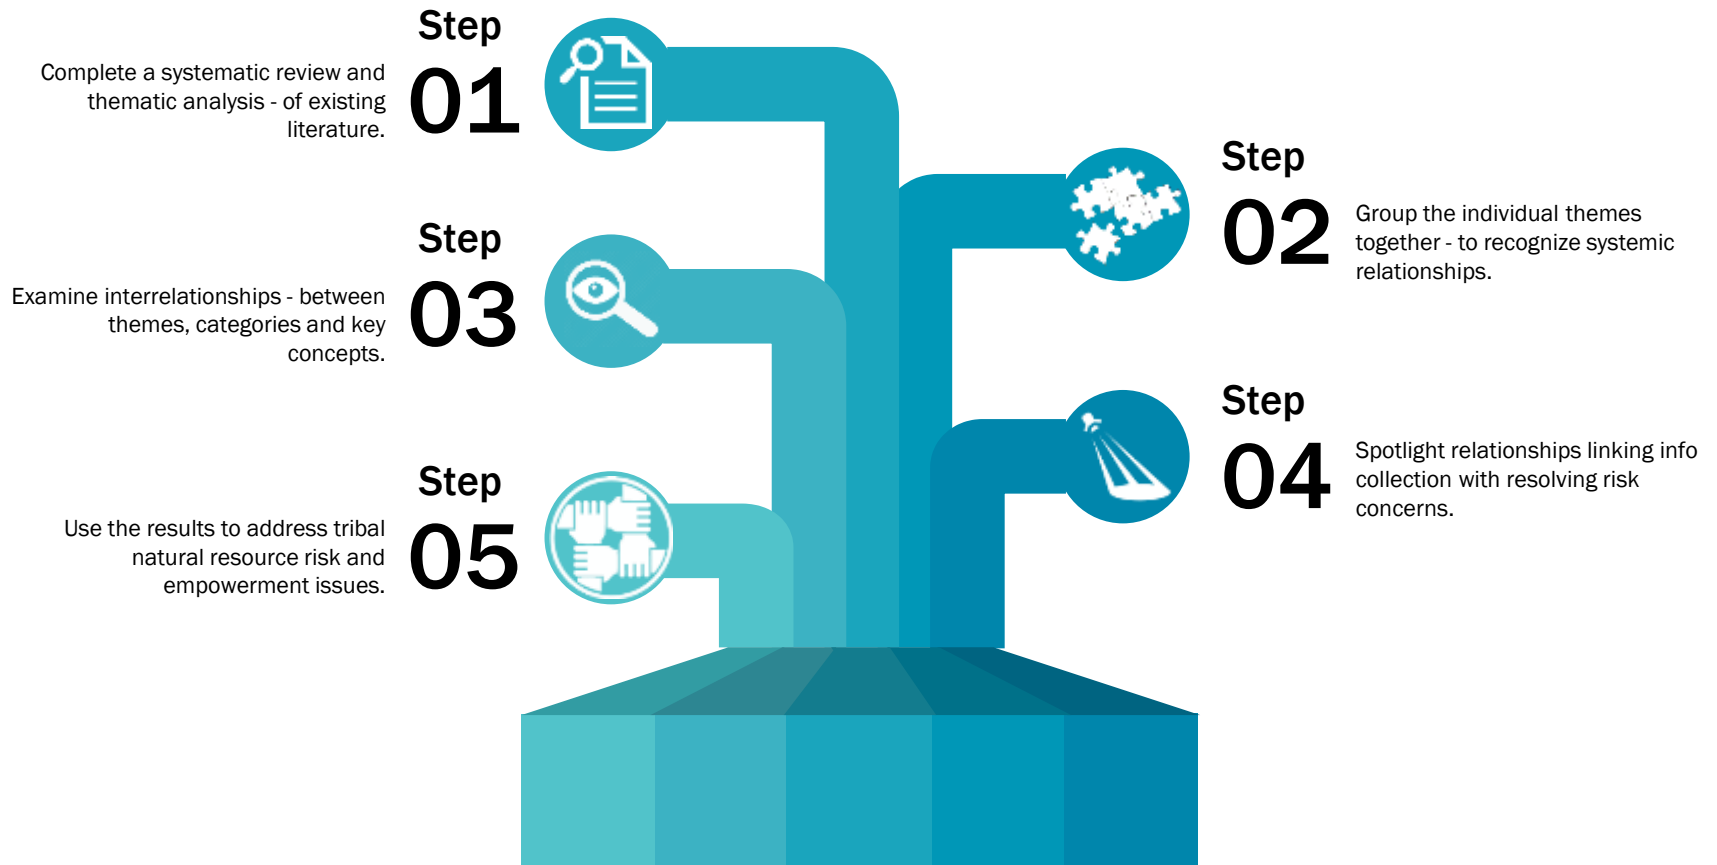 Step
01
Complete a systematic review and
thematic analysis - of existing
literature.
Step
02
Group the individual themes
together - to recognize systemic
relationships.
Step
03
Examine interrelationships - between
themes, categories and key
concepts.
Step
04
Spotlight relationships linking info
collection with resolving risk
concerns.
Step
05
Use the results to address tribal
natural resource risk and
empowerment issues.